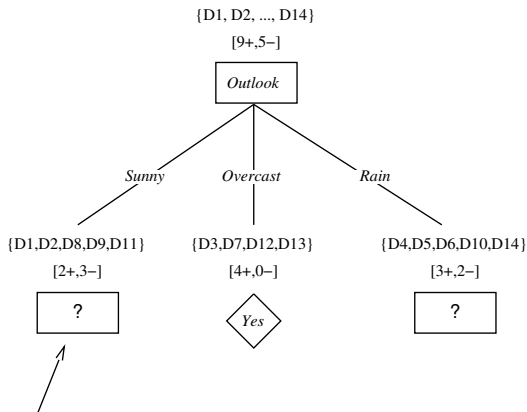 {D1, D2, ..., D14}
[9+,5−]
Outlook
Sunny Overcast Rain
{D1,D2,D8,D9,D11} {D3,D7,D12,D13} {D4,D5,D6,D10,D14}
[2+,3−] [4+,0−] [3+,2−]
? Yes ?